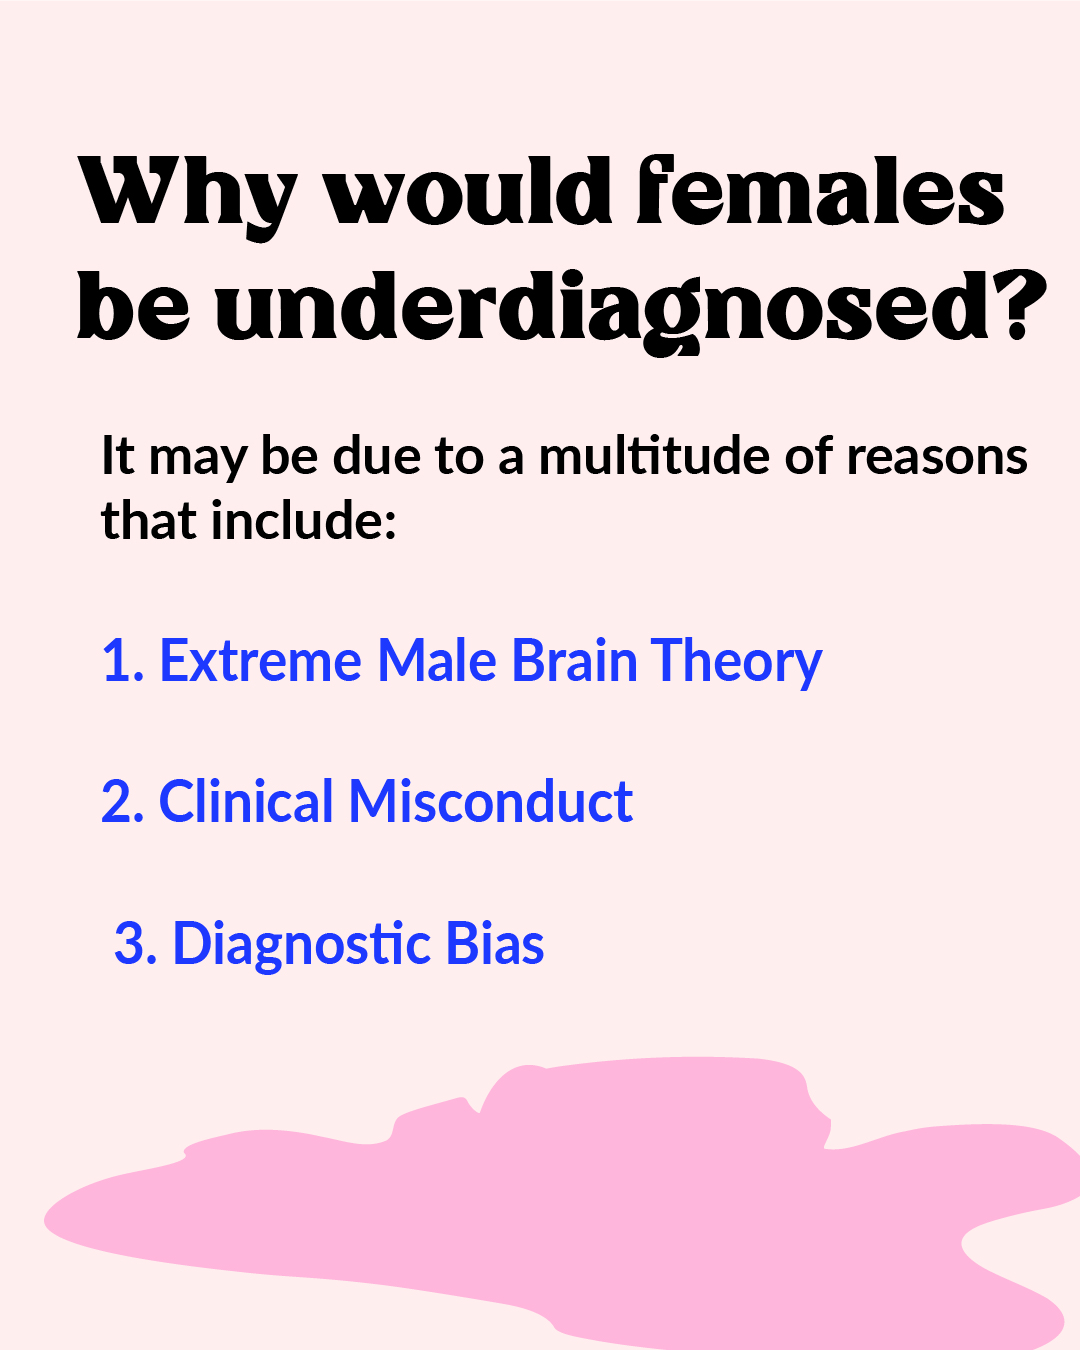 Why would females
be underdiagnosed?
It may be due to a multitude of reasons
that include:
1. Extreme Male Brain Theory
2. Clinical Misconduct
3. Diagnostic Bias